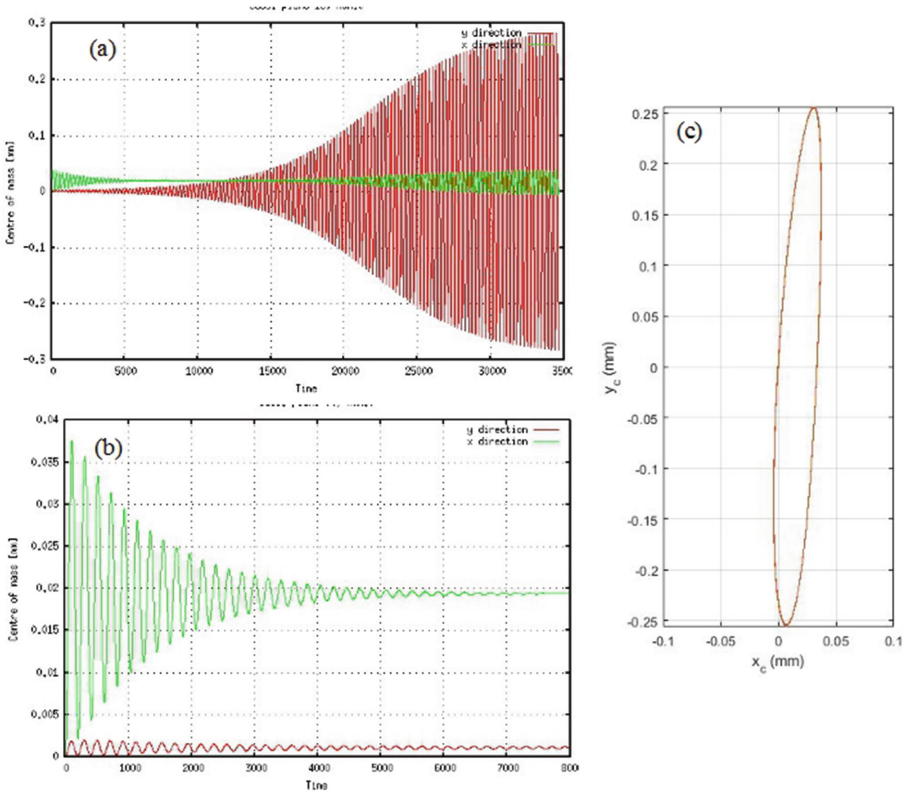 (a)
y direction
x direction
0.3
0.2
0.1
0
-0.1
-0.2
-0.3
Centre of mass [mm]
0 5000 10000 15000 20000 25000 30000 3500
Time
(b)
y direction
x direction
0.04
0.035
0.03
0.025
0.02
0.015
0.01
0.005
0
Centre of mass [mm]
0 1000 2000 3000 4000 5000 6000 7000 800
Time
(c)
0.25
0.2
0.15
0.1
0.05
0
-0.05
-0.1
-0.15
-0.2
-0.25
y_c (mm)
-0.1 -0.05 0 0.05 0.1
x_c (mm)